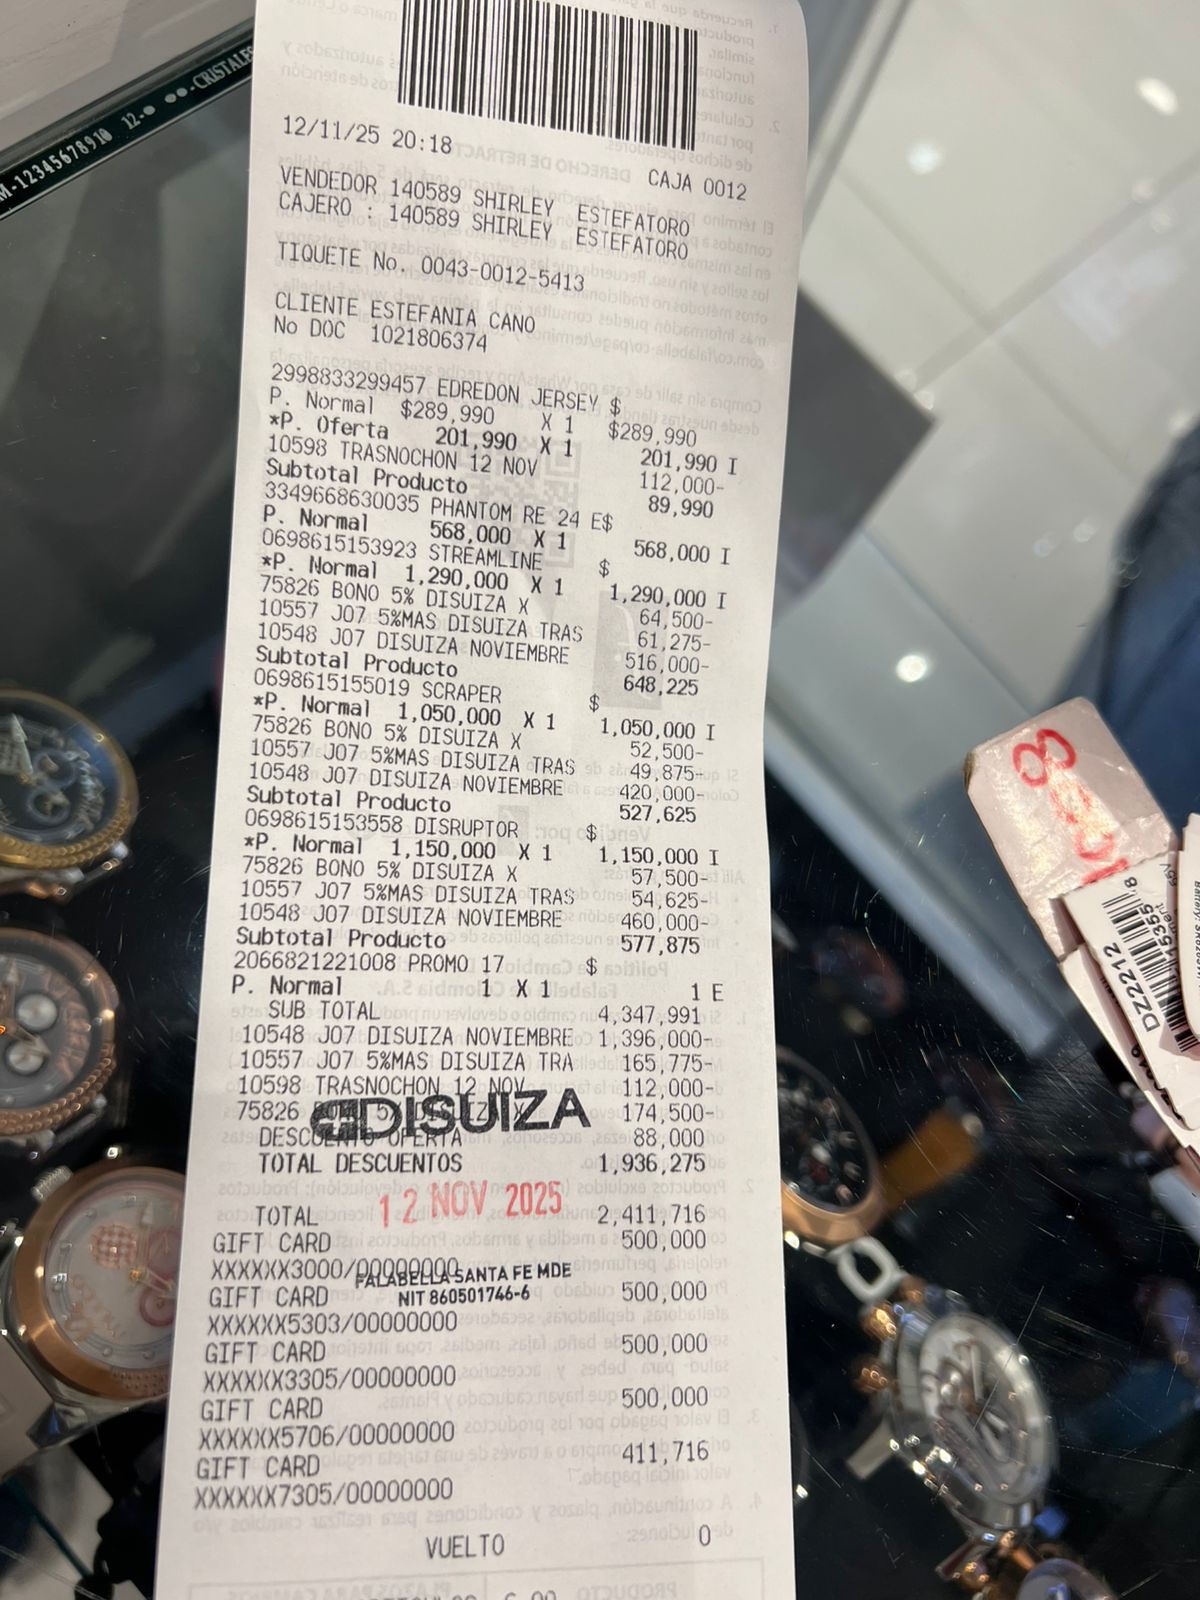 M-12345678910 12-● ●●-CRISTALES
12/11/25 20:18 CAJA 0012
VENDEDOR 140589 SHIRLEY ESTEFATORO
CAJERO : 140589 SHIRLEY ESTEFATORO
TIQUETE No. 0043-0012-5413
CLIENTE ESTEFANIA CANO
No DOC 1021806374
2998833299457 EDREDON JERSEY $
P. Normal $289,990 X 1 $289,990
*P. Oferta 201,990 X 1 201,990 I
10598 TRASNOCHON 12 NOV 112,000-
Subtotal Producto 89,990
3349668630035 PHANTOM RE 24 E$
P. Normal 568,000 X 1 568,000 I
0698615153923 STREAMLINE $
*P. Normal 1,290,000 X 1 1,290,000 I
75826 BONO 5% DISUIZA X 64,500-
10557 J07 5%MAS DISUIZA TRAS 61,275-
10548 J07 DISUIZA NOVIEMBRE 516,000-
Subtotal Producto 648,225
0698615155019 SCRAPER $
*P. Normal 1,050,000 X 1 1,050,000 I
75826 BONO 5% DISUIZA X 52,500-
10557 J07 5%MAS DISUIZA TRAS 49,875-
10548 J07 DISUIZA NOVIEMBRE 420,000-
Subtotal Producto 527,625
0698615153558 DISRUPTOR $
*P. Normal 1,150,000 X 1 1,150,000 I
75826 BONO 5% DISUIZA X 57,500-
10557 J07 5%MAS DISUIZA TRAS 54,625-
10548 J07 DISUIZA NOVIEMBRE 460,000-
Subtotal Producto 577,875
2066821221008 PROMO 17 $
P. Normal 1 X 1 1 E
SUB TOTAL 4,347,991
10548 J07 DISUIZA NOVIEMBRE 1,396,000-
10557 J07 5%MAS DISUIZA TRA 165,775-
10598 TRASNOCHON 12 NOV 112,000-
75826 174,500-
DISUIZA
DESCUENTO OFERTA 88,000
TOTAL DESCUENTOS 1,936,275
12 NOV 2025
TOTAL 2,411,716
GIFT CARD 500,000
XXXXXX3000/00000000
FALABELLA SANTA FE MDE
NIT 860501746-6
GIFT CARD 500,000
XXXXXX5303/00000000
GIFT CARD 500,000
XXXXXX3305/00000000
GIFT CARD 500,000
XXXXXX5706/00000000
GIFT CARD 411,716
XXXXXX7305/00000000
VUELTO 0
DZ2212